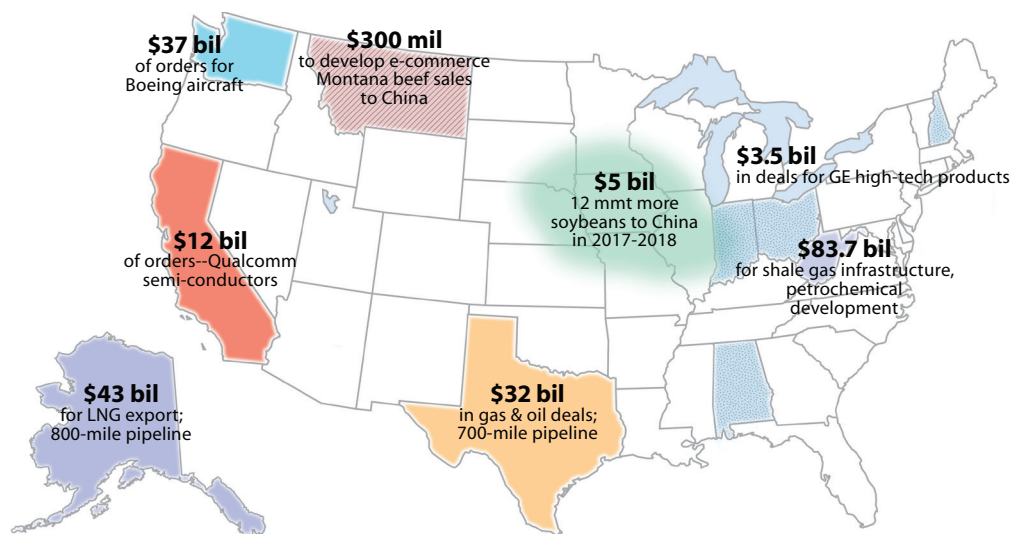 $37 bil
of orders for
Boeing aircraft
$300 mil
to develop e-commerce
Montana beef sales
to China
$3.5 bil
in deals for GE high-tech products
$5 bil
12 mmt more
soybeans to China
in 2017-2018
$12 bil
of orders--Qualcomm
semi-conductors
$83.7 bil
for shale gas infrastructure,
petrochemical
development
$43 bil
for LNG export;
800-mile pipeline
$32 bil
in gas & oil deals;
700-mile pipeline